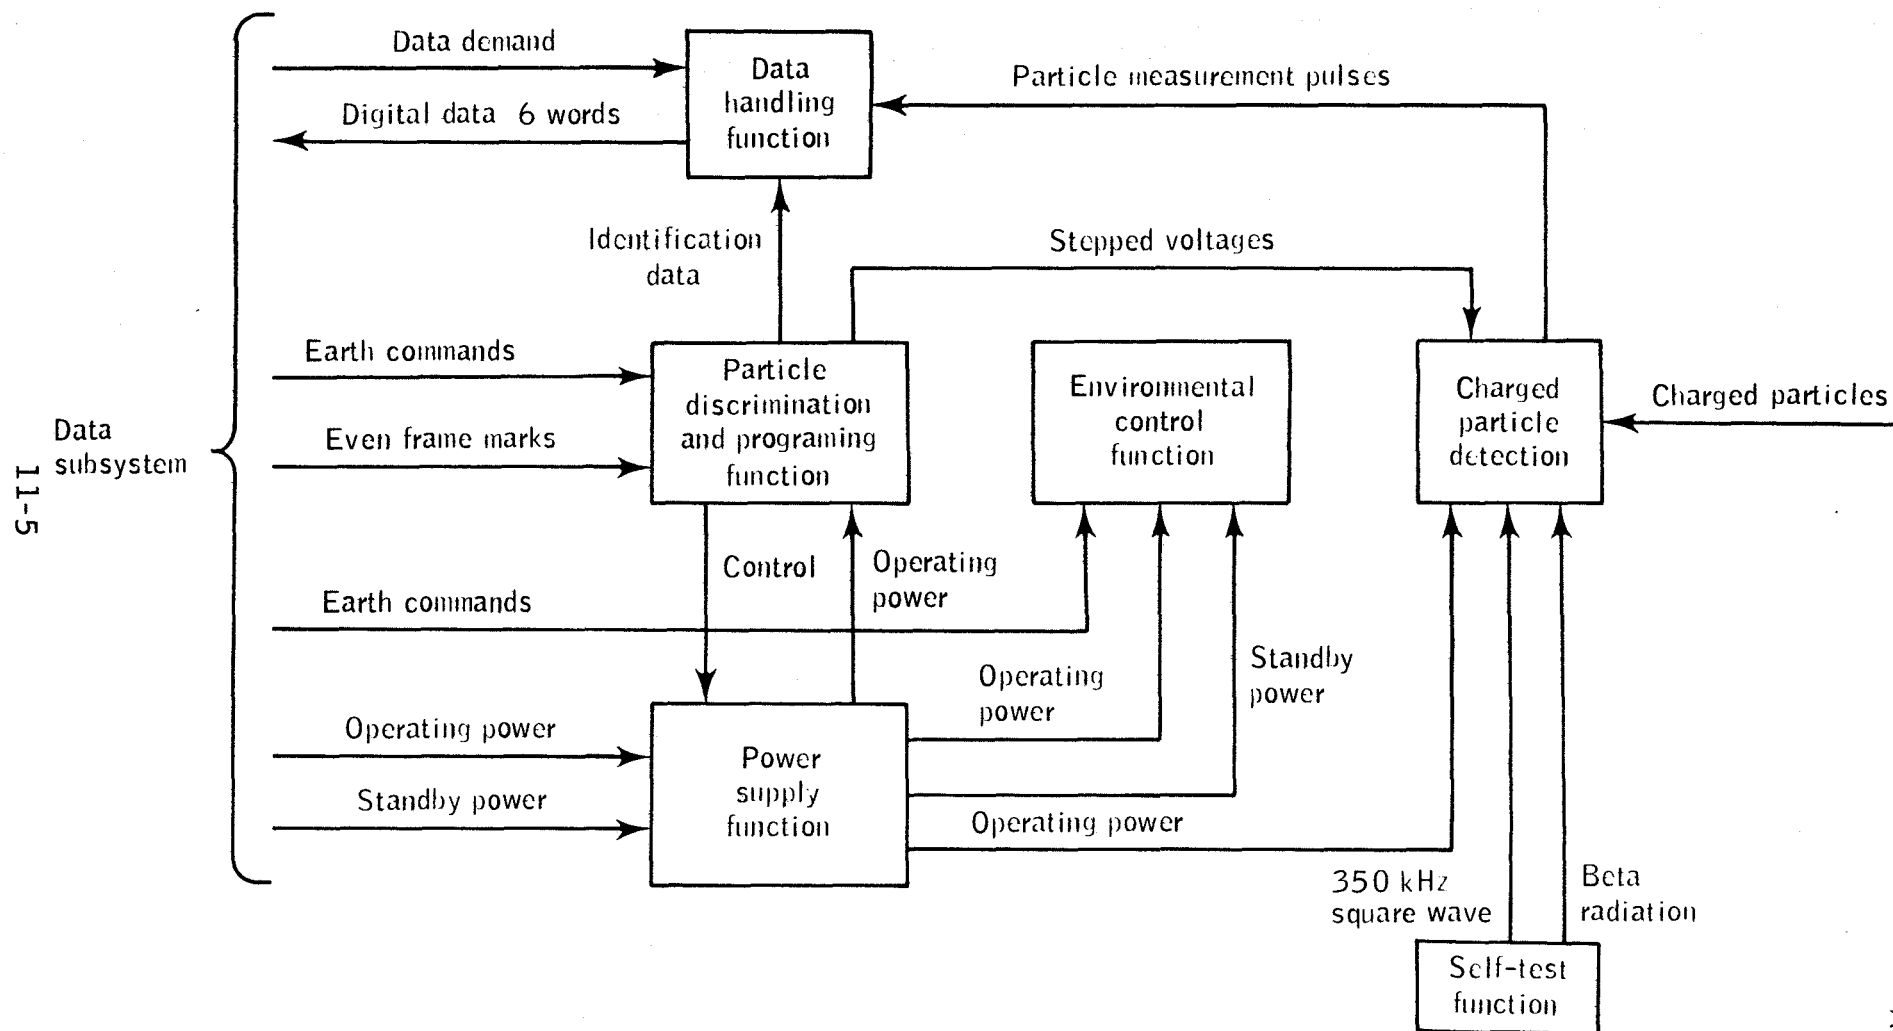 Data demand
Data
handling
function
Particle measurement pulses
Digital data 6 words
Identification
data
Stepped voltages
Earth commands
Particle
discrimination
and programing
function
Environmental
control
function
Charged
particle
detection
Charged particles
Even frame marks
Data
subsystem
11-5
Control
Operating
power
Earth commands
Operating
power
Standby
power
Operating power
Power
supply
function
Standby power
Operating power
350 kHz
square wave
Beta
radiation
Self-test
function